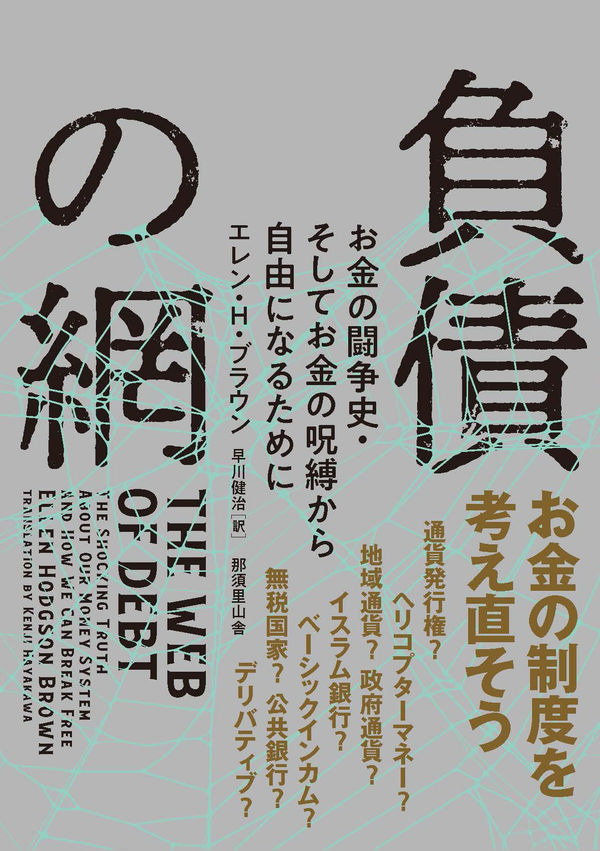 負債
の網
お金の闘争史・
そしてお金の呪縛から
自由になるために
エレン・H・ブラウン
早川健治［訳］ 那須里山舎
THE WEB
OF DEBT
THE SHOCKING TRUTH
ABOUT OUR MONEY SYSTEM
AND HOW WE CAN BREAK FREE
ELLEN HODGSON BROWN
TRANSLATION BY KENJI HAYAKAWA
お金の制度を
考え直そう
通貨発行権？
ヘリコプターマネー？
地域通貨？ 政府通貨？
イスラム銀行？
ベーシックインカム？
無税国家？ 公共銀行？
デリバティブ？